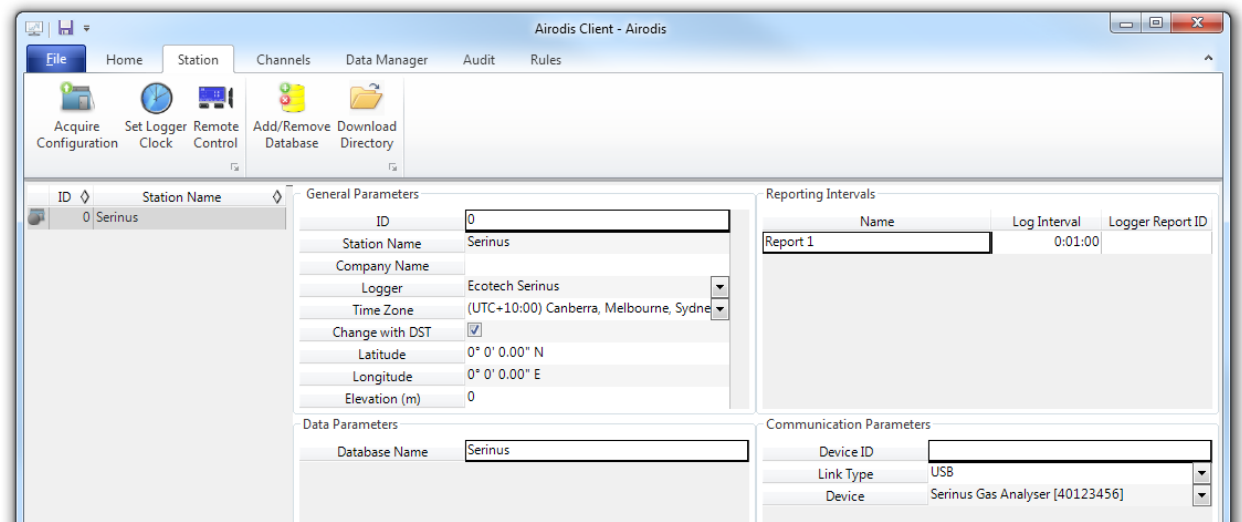 Airodis Client - Airodis
File Home Station Channels Data Manager Audit Rules
Acquire Configuration
Set Logger Clock
Remote Control
Add/Remove Database
Download Directory
ID Station Name
0 Serinus
General Parameters
ID 0
Station Name Serinus
Company Name
Logger Ecotech Serinus
Time Zone (UTC+10:00) Canberra, Melbourne, Sydne
Change with DST
Latitude 0° 0' 0.00" N
Longitude 0° 0' 0.00" E
Elevation (m) 0
Reporting Intervals
Name Log Interval Logger Report ID
Report 1 0:01:00
Data Parameters
Database Name Serinus
Communication Parameters
Device ID
Link Type USB
Device Serinus Gas Analyser [40123456]